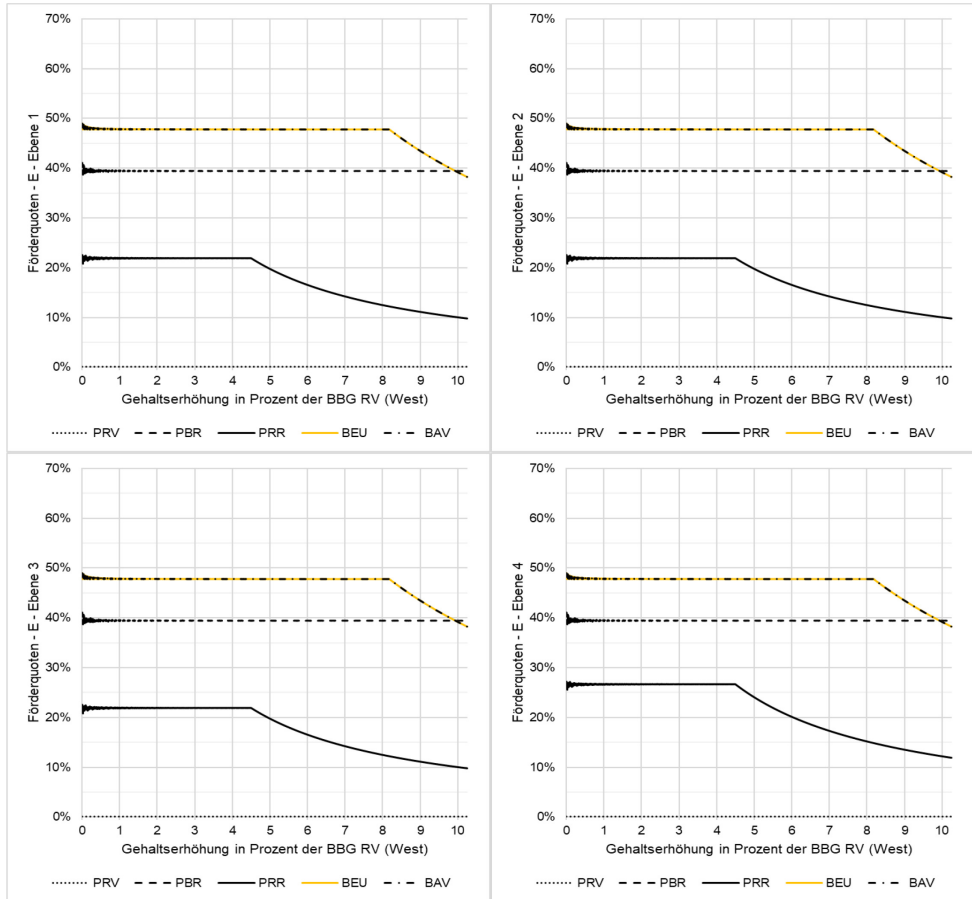 70%
60%
50%
40%
30%
20%
10%
0%
Förderquoten - E - Ebene 1
0 1 2 3 4 5 6 7 8 9 10
Gehaltserhöhung in Prozent der BBG RV (West)
PRV PBR PRR BEU BAV
70%
60%
50%
40%
30%
20%
10%
0%
Förderquoten - E - Ebene 2
0 1 2 3 4 5 6 7 8 9 10
Gehaltserhöhung in Prozent der BBG RV (West)
PRV PBR PRR BEU BAV
70%
60%
50%
40%
30%
20%
10%
0%
Förderquoten - E - Ebene 3
0 1 2 3 4 5 6 7 8 9 10
Gehaltserhöhung in Prozent der BBG RV (West)
PRV PBR PRR BEU BAV
70%
60%
50%
40%
30%
20%
10%
0%
Förderquoten - E - Ebene 4
0 1 2 3 4 5 6 7 8 9 10
Gehaltserhöhung in Prozent der BBG RV (West)
PRV PBR PRR BEU BAV